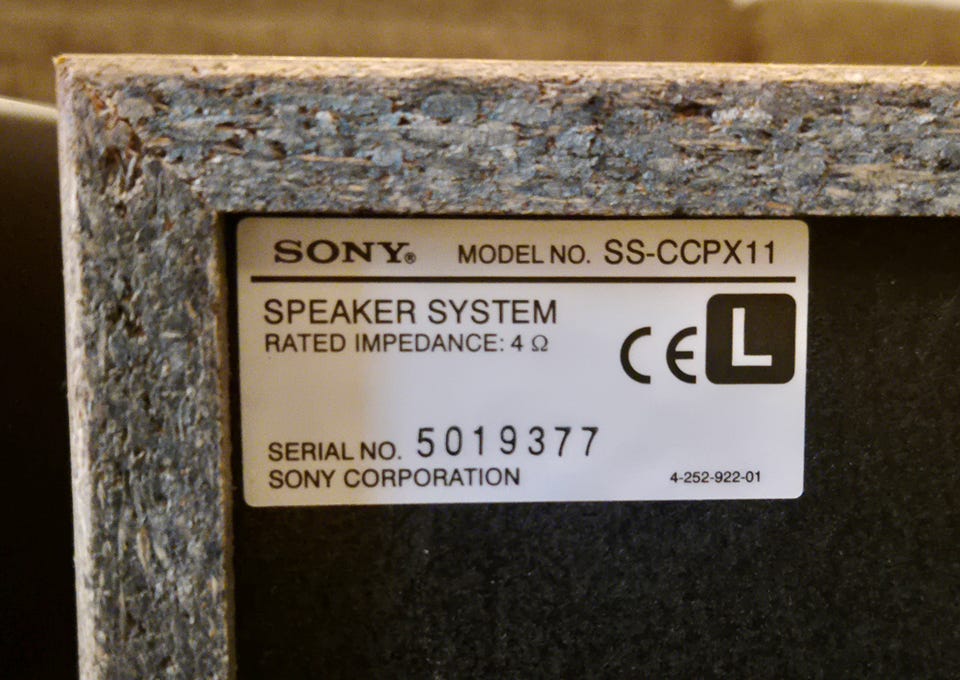 SONY® MODEL NO. SS-CCPX11
SPEAKER SYSTEM
RATED IMPEDANCE: 4 Ω
CE L
SERIAL NO. 5019377
SONY CORPORATION 4-252-922-01